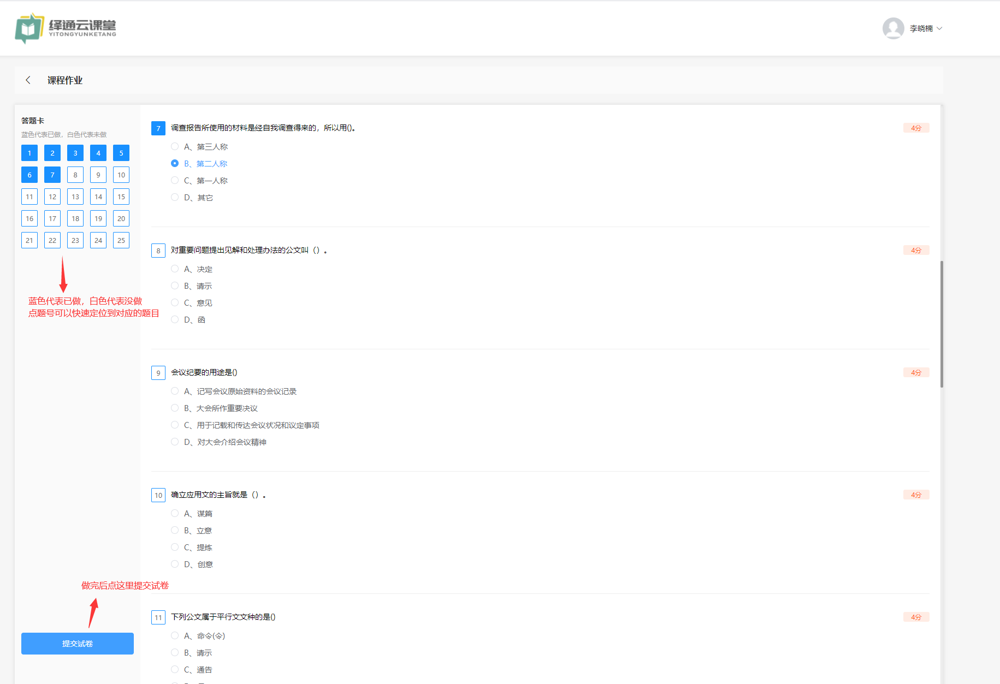 绎通云课堂
YITONGYUNKETANG
李晓楠
课程作业
答题卡
蓝色代表已做，白色代表未做
1 2 3 4 5
6 7 8 9 10
11 12 13 14 15
16 17 18 19 20
21 22 23 24 25
蓝色代表已做，白色代表没做
点题号可以快速定位到对应的题目
做完后点这里提交试卷
提交试卷
7 调查报告所使用的材料是经自我调查得来的，所以用()。 4分
A、第三人称
B、第二人称
C、第一人称
D、其它
8 对重要问题提出见解和处理办法的公文叫（）。 4分
A、决定
B、请示
C、意见
D、函
9 会议纪要的用途是() 4分
A、记写会议原始资料的会议记录
B、大会所作重要决议
C、用于记载和传达会议状况和议定事项
D、对大会介绍会议精神
10 确立应用文的主旨就是（）。 4分
A、谋篇
B、立意
C、提炼
D、创意
11 下列公文属于平行文文种的是() 4分
A、命令(令)
B、请示
C、通告